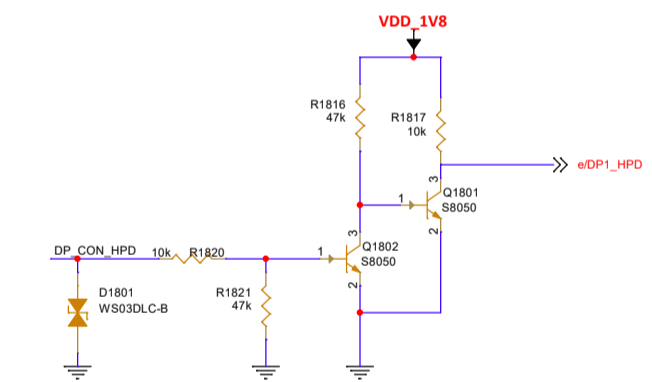 VDD_1V8
R1816
47k
R1817
10k
e/DP1_HPD
3
1
Q1801
S8050
2
3
DP_CON_HPD
10k
R1820
1
Q1802
S8050
2
D1801
WS03DLC-B
R1821
47k